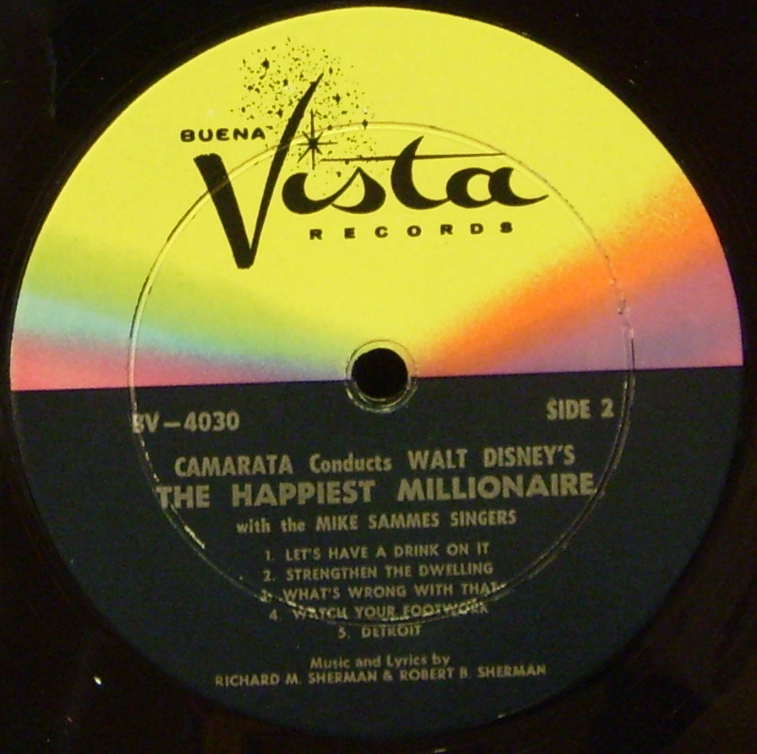 BUENA
Vista
RECORDS
BV-4030
SIDE 2
CAMARATA Conducts WALT DISNEY'S
THE HAPPIEST MILLIONAIRE
with the MIKE SAMMES SINGERS
1. LET'S HAVE A DRINK ON IT
2. STRENGTHEN THE DWELLING
3. WHAT'S WRONG WITH THAT
4. WATCH YOUR FOOTWORK
5. DETROIT
Music and Lyrics by
RICHARD M. SHERMAN & ROBERT B. SHERMAN